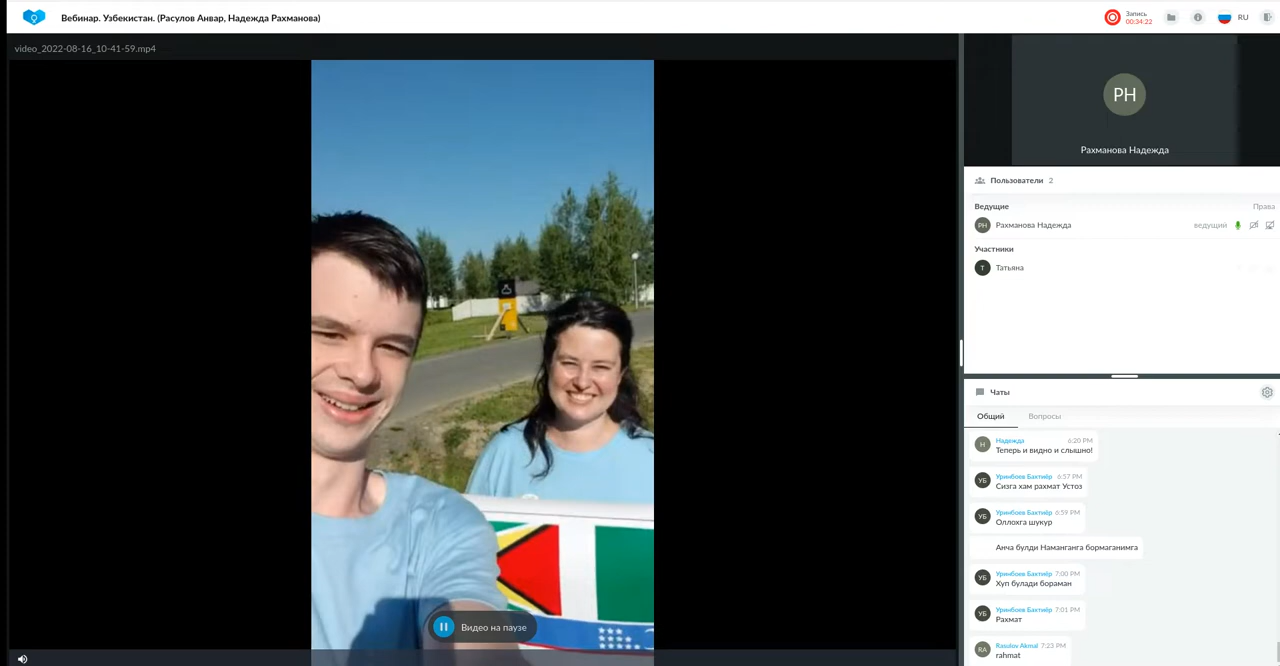 Вебинар. Узбекистан. (Расулов Анвар, Надежда Рахманова)
Запись
00:34:22
RU
video_2022-08-16_10-41-59.mp4
Видео на паузе
РН
Рахманова Надежда
Пользователи 2
Ведущие Права
РН Рахманова Надежда ведущий
Участники
Т Татьяна
Чаты
Общий Вопросы
Н Надежда 6:20 PM
Теперь и видно и слышно!
УБ Уринбоев Бахтиёр 6:57 PM
Сизга хам рахмат Устоз
УБ Уринбоев Бахтиёр 6:59 PM
Оллохга шукур
Анча булди Наманганга бормаганимга
УБ Уринбоев Бахтиёр 7:00 PM
Хуп булади бораман
УБ Уринбоев Бахтиёр 7:01 PM
Рахмат
RA Rasulov Akmal 7:23 PM
rahmat